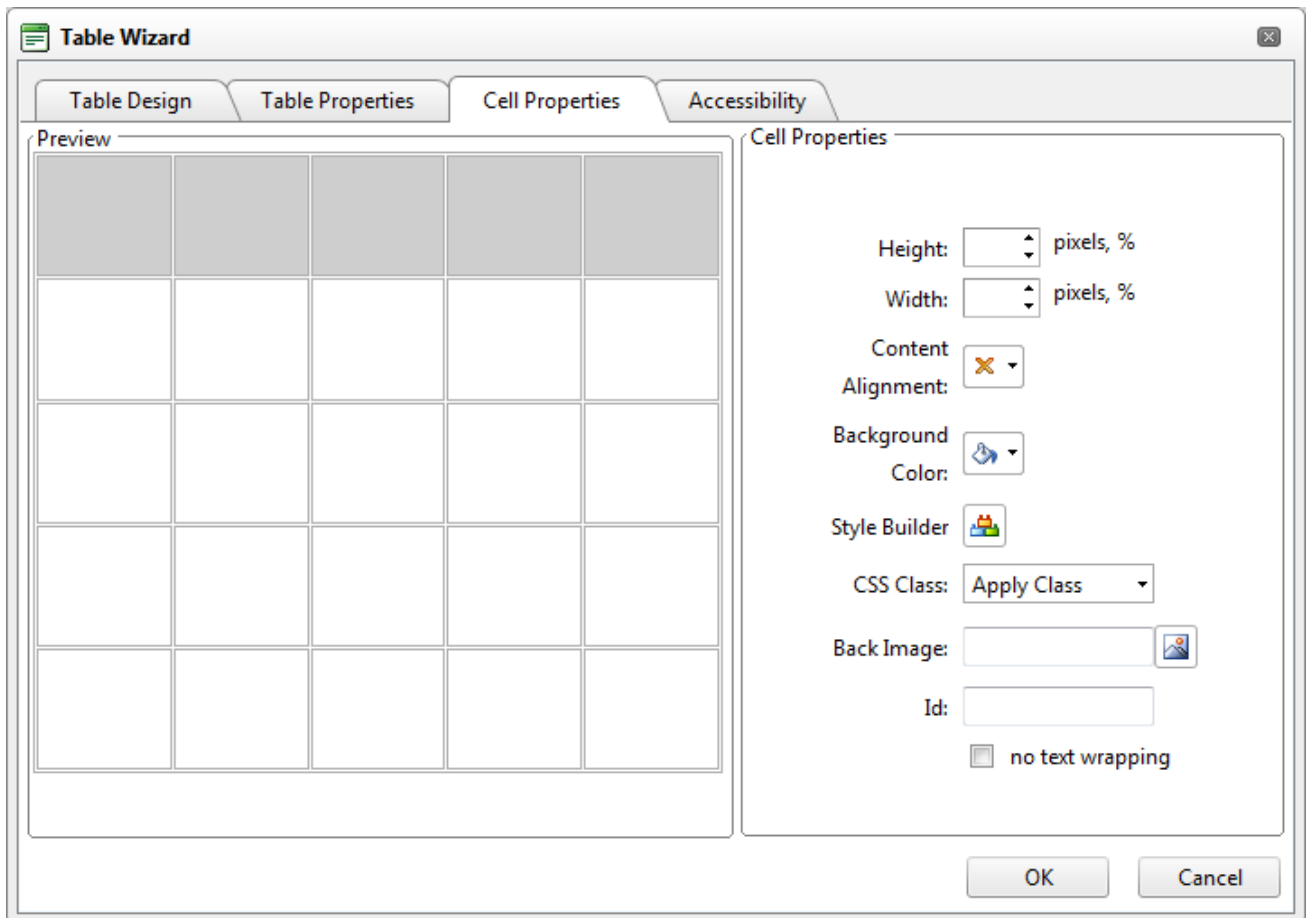 Table Wizard
Table Design
Table Properties
Cell Properties
Accessibility
Preview
Cell Properties
Height:
pixels, %
Width:
pixels, %
Content
Alignment:
Background
Color:
Style Builder
CSS Class:
Apply Class
Back Image:
Id:
no text wrapping
OK
Cancel